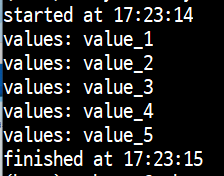 started at 17:23:14
values: value_1
values: value_2
values: value_3
values: value_4
values: value_5
finished at 17:23:15